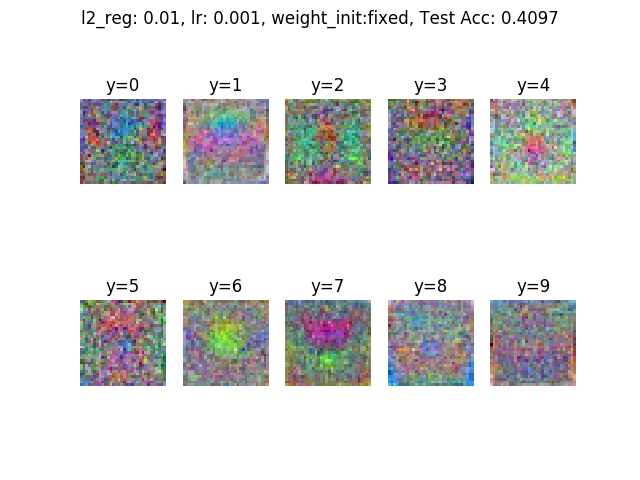 l2_reg: 0.01, lr: 0.001, weight_init:fixed, Test Acc: 0.4097
y=0 y=1 y=2 y=3 y=4
y=5 y=6 y=7 y=8 y=9